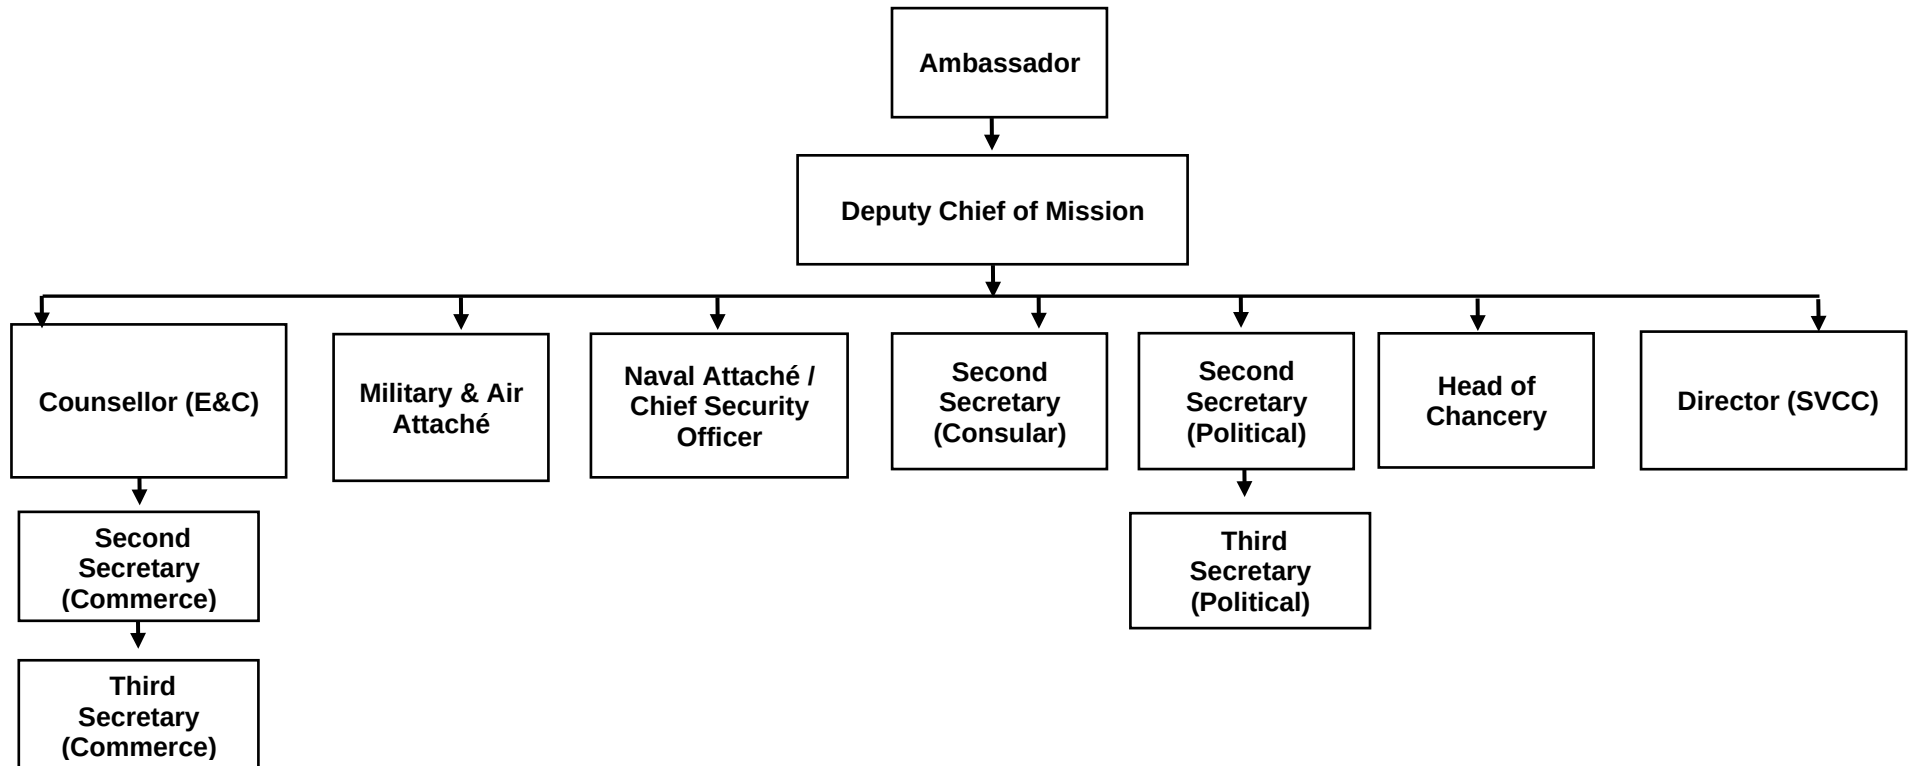 Ambassador
Deputy Chief of Mission
Counsellor (E&C)
Military & Air
Attaché
Naval Attaché /
Chief Security
Officer
Second
Secretary
(Consular)
Second
Secretary
(Political)
Head of
Chancery
Director (SVCC)
Second
Secretary
(Commerce)
Third
Secretary
(Political)
Third
Secretary
(Commerce)